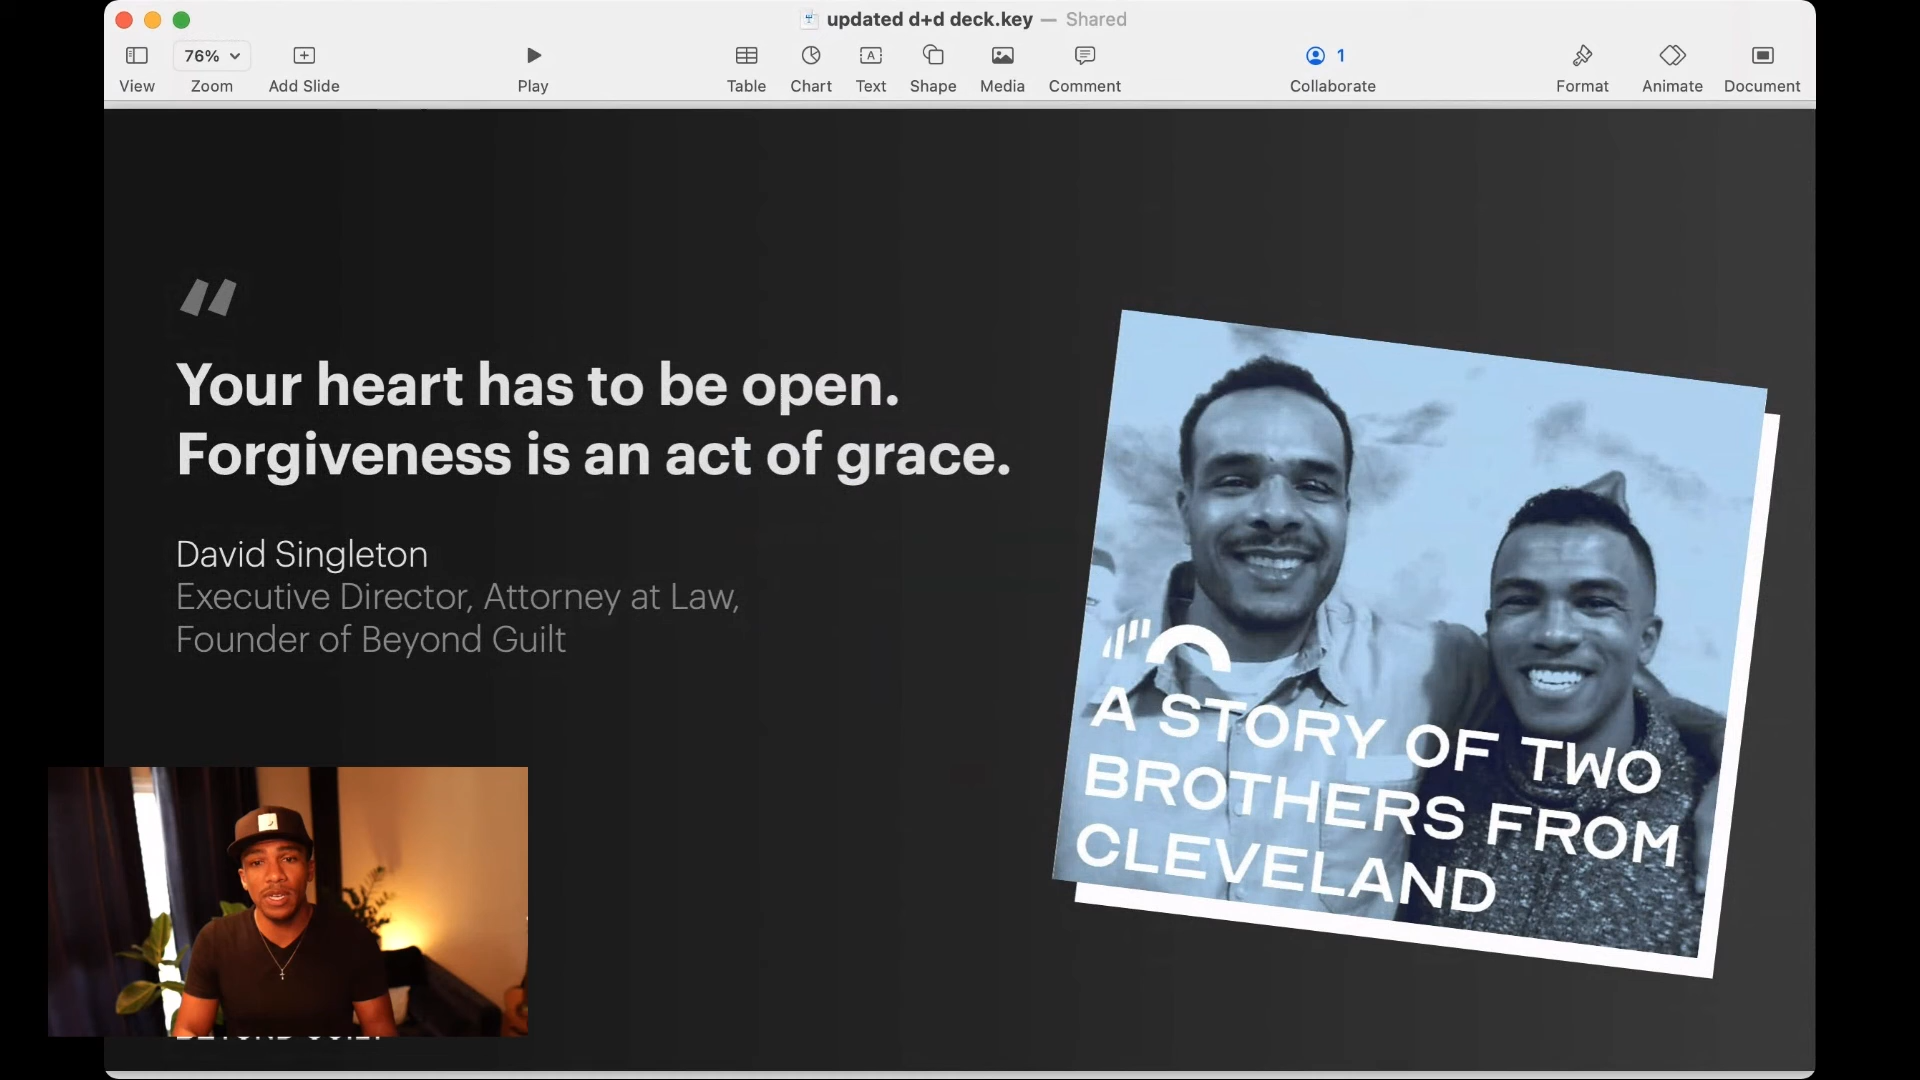 updated d+d deck.key — Shared
76%
1
View
Zoom
Add Slide
Play
Table
Chart
Text
Shape
Media
Comment
Collaborate
Format
Animate
Document
Your heart has to be open.
Forgiveness is an act of grace.
David Singleton
Executive Director, Attorney at Law,
Founder of Beyond Guilt
A STORY OF TWO
BROTHERS FROM
CLEVELAND